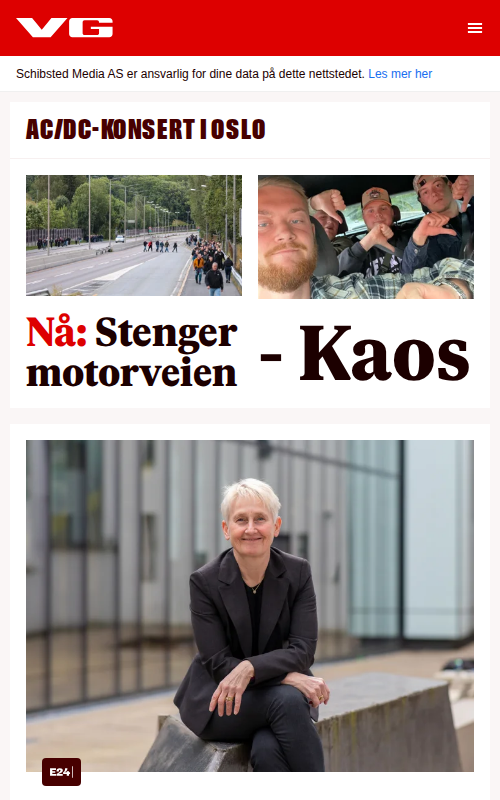 VG
Schibsted Media AS er ansvarlig for dine data på dette nettstedet. Les mer her
AC/DC-KONSERT I OSLO
Nå: Stenger
motorveien
- Kaos
E24